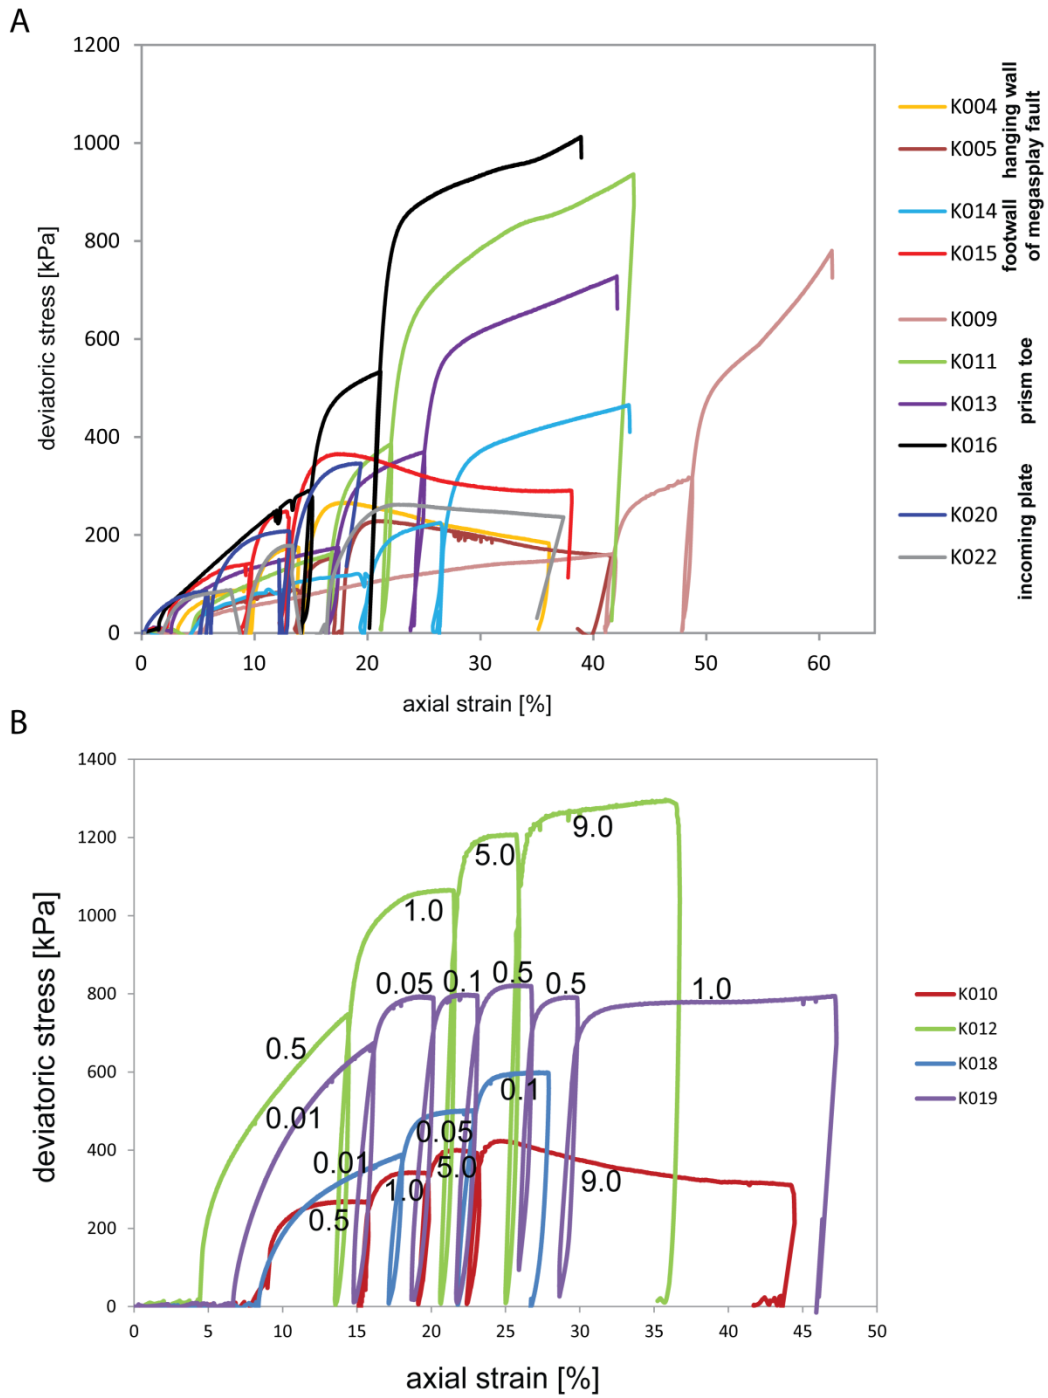 A
1200
1000
800
600
400
200
0
deviatoric stress [kPa]
0 10 20 30 40 50 60
axial strain [%]
K004
K005
hanging wall
K014
K015
footwall
of megasplay fault
K009
K011
K013
K016
prism toe
K020
K022
incoming plate
B
1400
1200
1000
800
600
400
200
0
deviatoric stress [kPa]
9.0
5.0
1.0
0.5
0.05 0.1 0.5 0.5 1.0
0.01
0.1
0.05
0.01
5.0
1.0
9.0
0.5
0 5 10 15 20 25 30 35 40 45 50
axial strain [%]
K010
K012
K018
K019